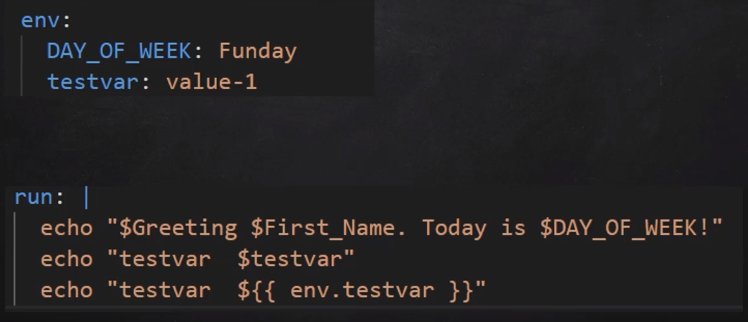 env:
DAY_OF_WEEK: Funday
testvar: value-1
run: |
echo "$Greeting $First_Name. Today is $DAY_OF_WEEK!"
echo "testvar  $testvar"
echo "testvar  ${{ env.testvar }}"